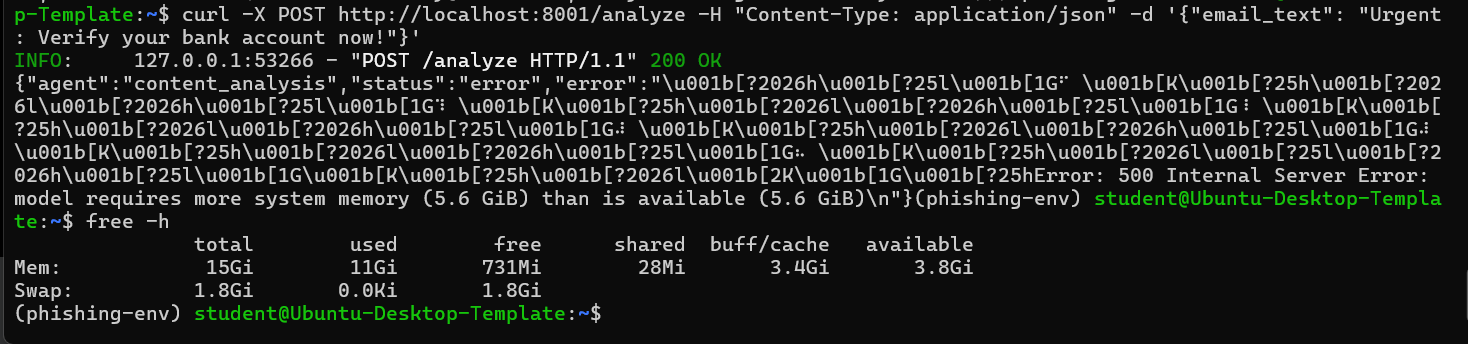 p-Template:~$ curl -X POST http://localhost:8001/analyze -H "Content-Type: application/json" -d '{"email_text": "Urgent
: Verify your bank account now!"}'
INFO:     127.0.0.1:53266 - "POST /analyze HTTP/1.1" 200 OK
{"agent":"content_analysis","status":"error","error":"\u001b[?2026h\u001b[?25l\u001b[1G⠋ \u001b[K\u001b[?25h\u001b[?202
6l\u001b[?2026h\u001b[?25l\u001b[1G⠹ \u001b[K\u001b[?25h\u001b[?2026l\u001b[?2026h\u001b[?25l\u001b[1G⠸ \u001b[K\u001b[
?25h\u001b[?2026l\u001b[?2026h\u001b[?25l\u001b[1G⠼ \u001b[K\u001b[?25h\u001b[?2026l\u001b[?2026h\u001b[?25l\u001b[1G⠼
\u001b[K\u001b[?25h\u001b[?2026l\u001b[?2026h\u001b[?25l\u001b[1G⠦ \u001b[K\u001b[?25h\u001b[?2026l\u001b[?2
026h\u001b[?25l\u001b[1G\u001b[K\u001b[?25h\u001b[?2026l\u001b[2K\u001b[1G\u001b[?25hError: 500 Internal Server Error:
model requires more system memory (5.6 GiB) than is available (5.6 GiB)\n"}(phishing-env) student@Ubuntu-Desktop-Templa
te:~$ free -h
total used free shared buff/cache available
Mem: 15Gi 11Gi 731Mi 28Mi 3.4Gi 3.8Gi
Swap: 1.8Gi 0.0Ki 1.8Gi
(phishing-env) student@Ubuntu-Desktop-Template:~$